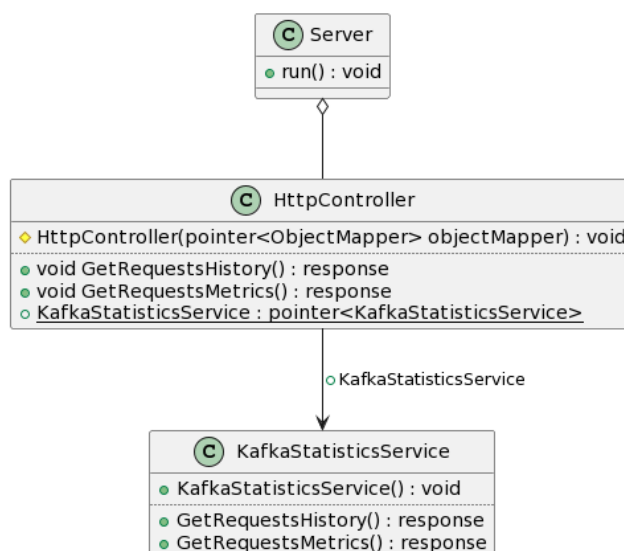 C Server
run() : void
C HttpController
HttpController(pointer<ObjectMapper> objectMapper) : void
void GetRequestsHistory() : response
void GetRequestsMetrics() : response
KafkaStatisticsService : pointer<KafkaStatisticsService>
KafkaStatisticsService
C KafkaStatisticsService
KafkaStatisticsService() : void
GetRequestsHistory() : response
GetRequestsMetrics() : response